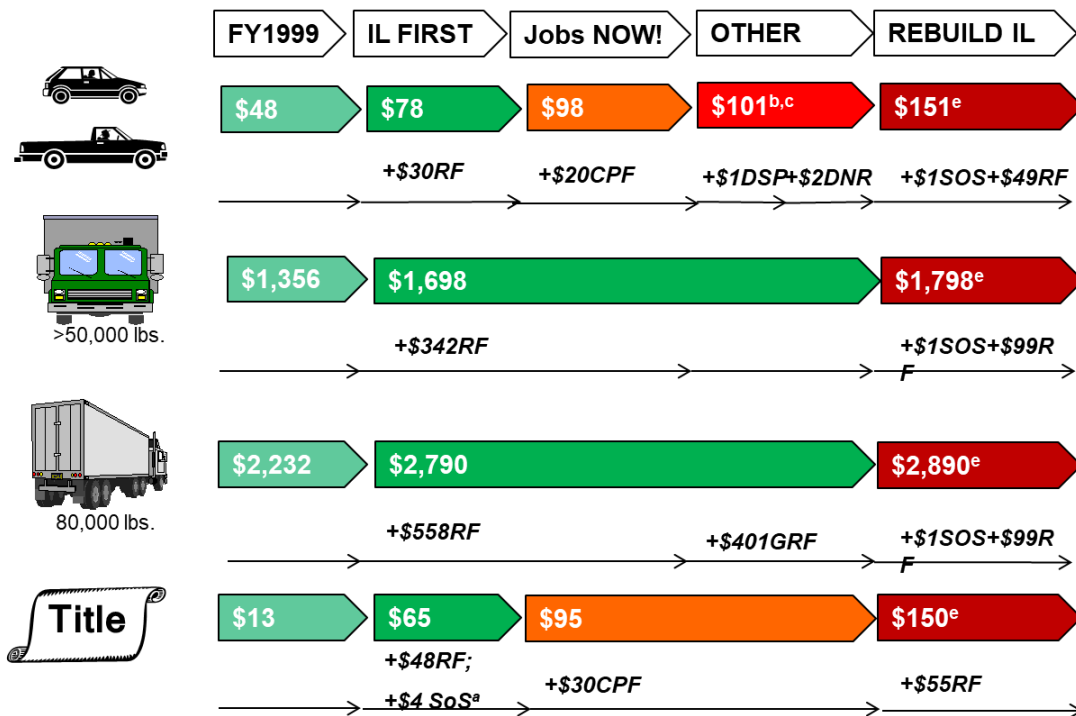 FY1999 IL FIRST Jobs NOW! OTHER REBUILD IL
$48 $78 $98 $101ᵇ,ᶜ $151ᵉ
+$30RF +$20CPF +$1DSP+$2DNR +$1SOS+$49RF
$1,356 $1,698 $1,798ᵉ
>50,000 lbs.
+$342RF +$1SOS+$99R
F
$2,232 $2,790 $2,890ᵉ
80,000 lbs.
+$558RF +$401GRF +$1SOS+$99R
F
Title $13 $65 $95 $150ᵉ
+$48RF; +$30CPF +$55RF
+$4 SoSᵃ